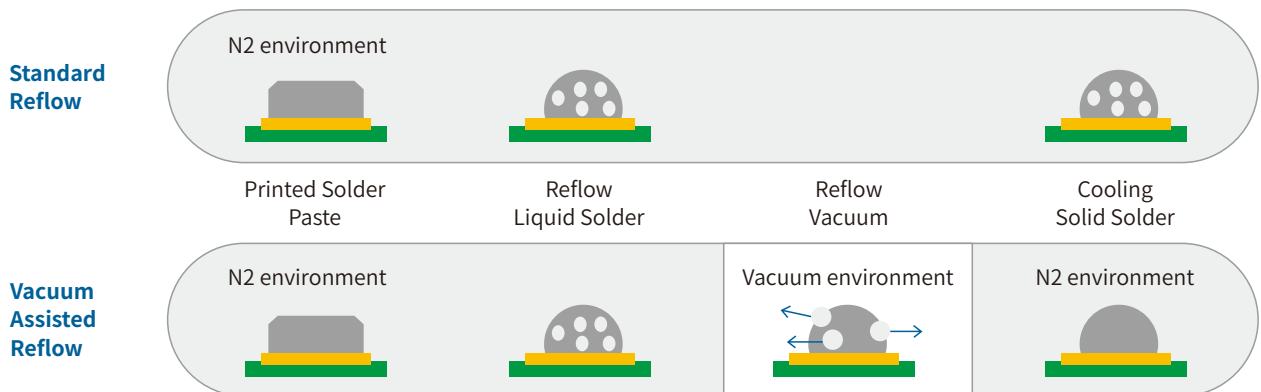 N2 environment
Standard
Reflow
Printed Solder
Paste
Reflow
Liquid Solder
Reflow
Vacuum
Cooling
Solid Solder
N2 environment
Vacuum environment
N2 environment
Vacuum
Assisted
Reflow